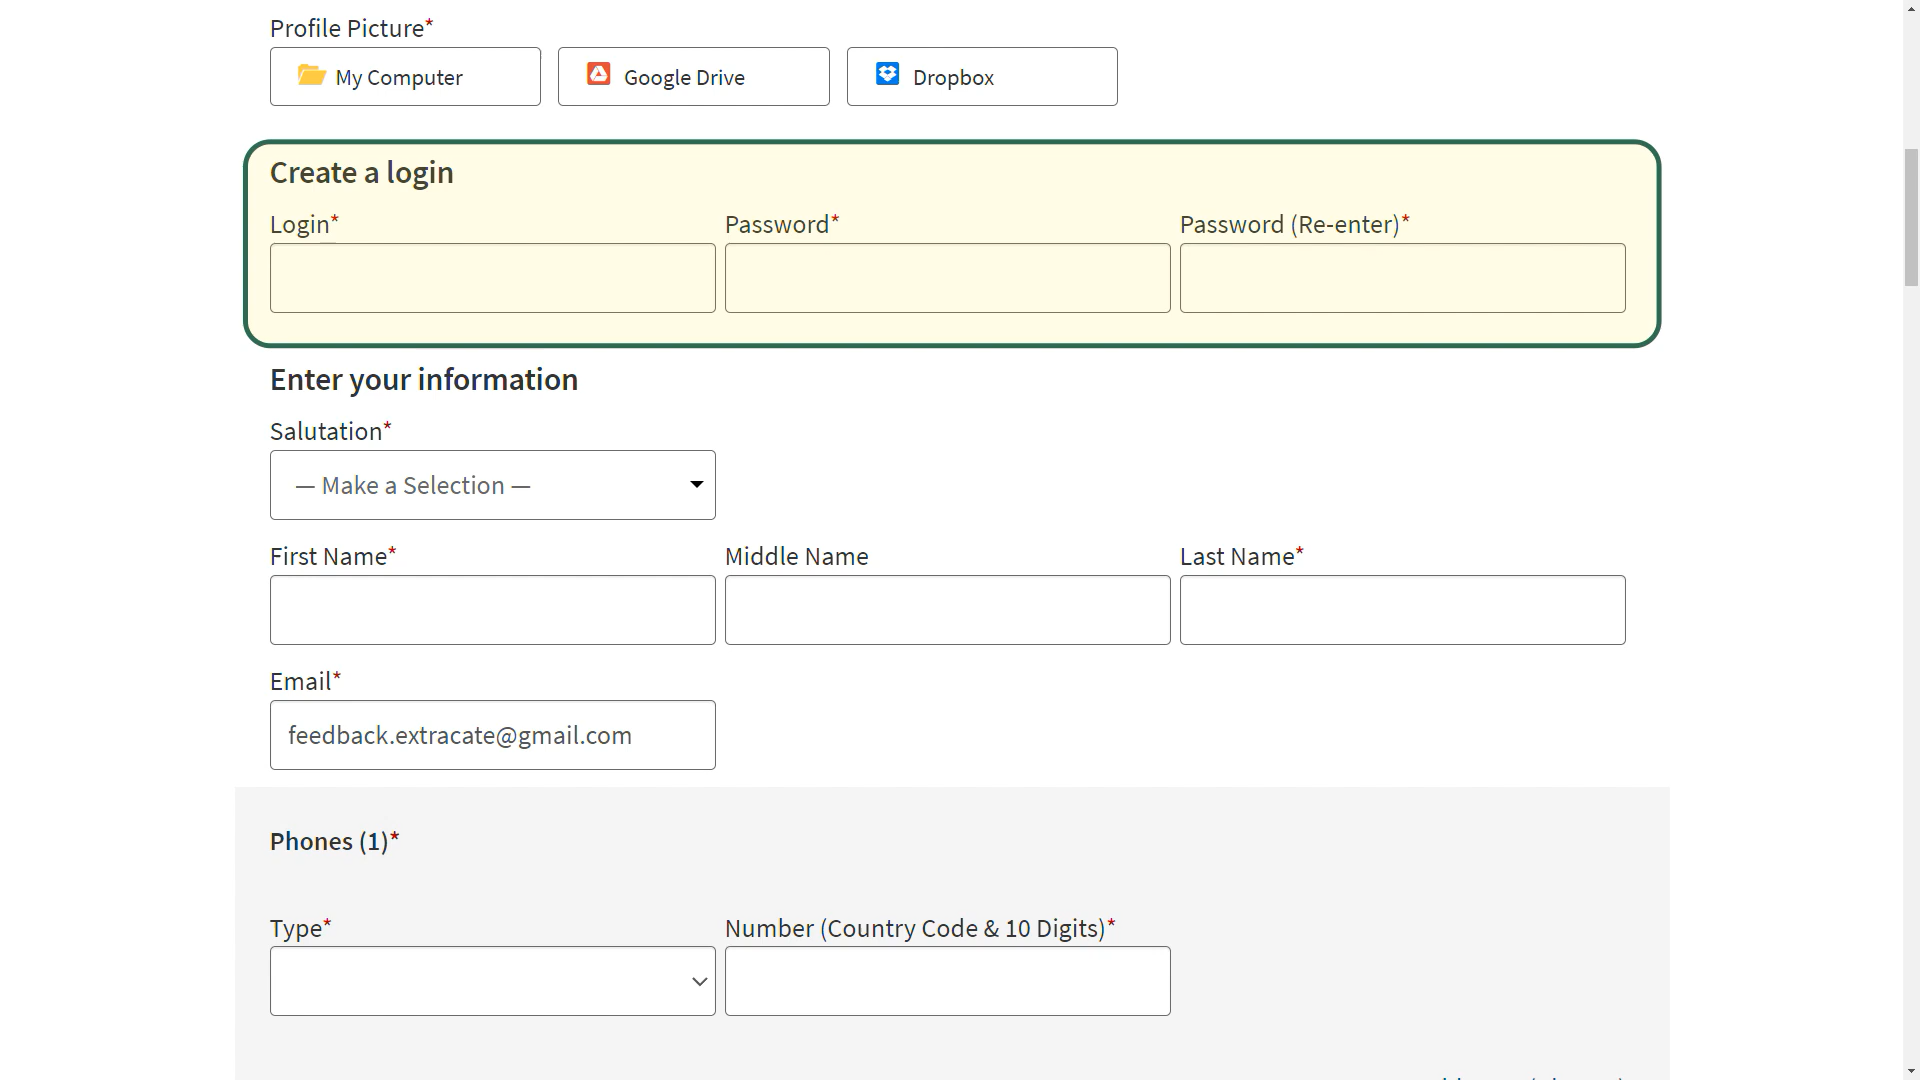 Profile Picture*
My Computer
Google Drive
Dropbox
Create a login
Login*
Password*
Password (Re-enter)*
Enter your information
Salutation*
— Make a Selection —
First Name*
Middle Name
Last Name*
Email*
feedback.extracate@gmail.com
Phones (1)*
Type*
Number (Country Code & 10 Digits)*